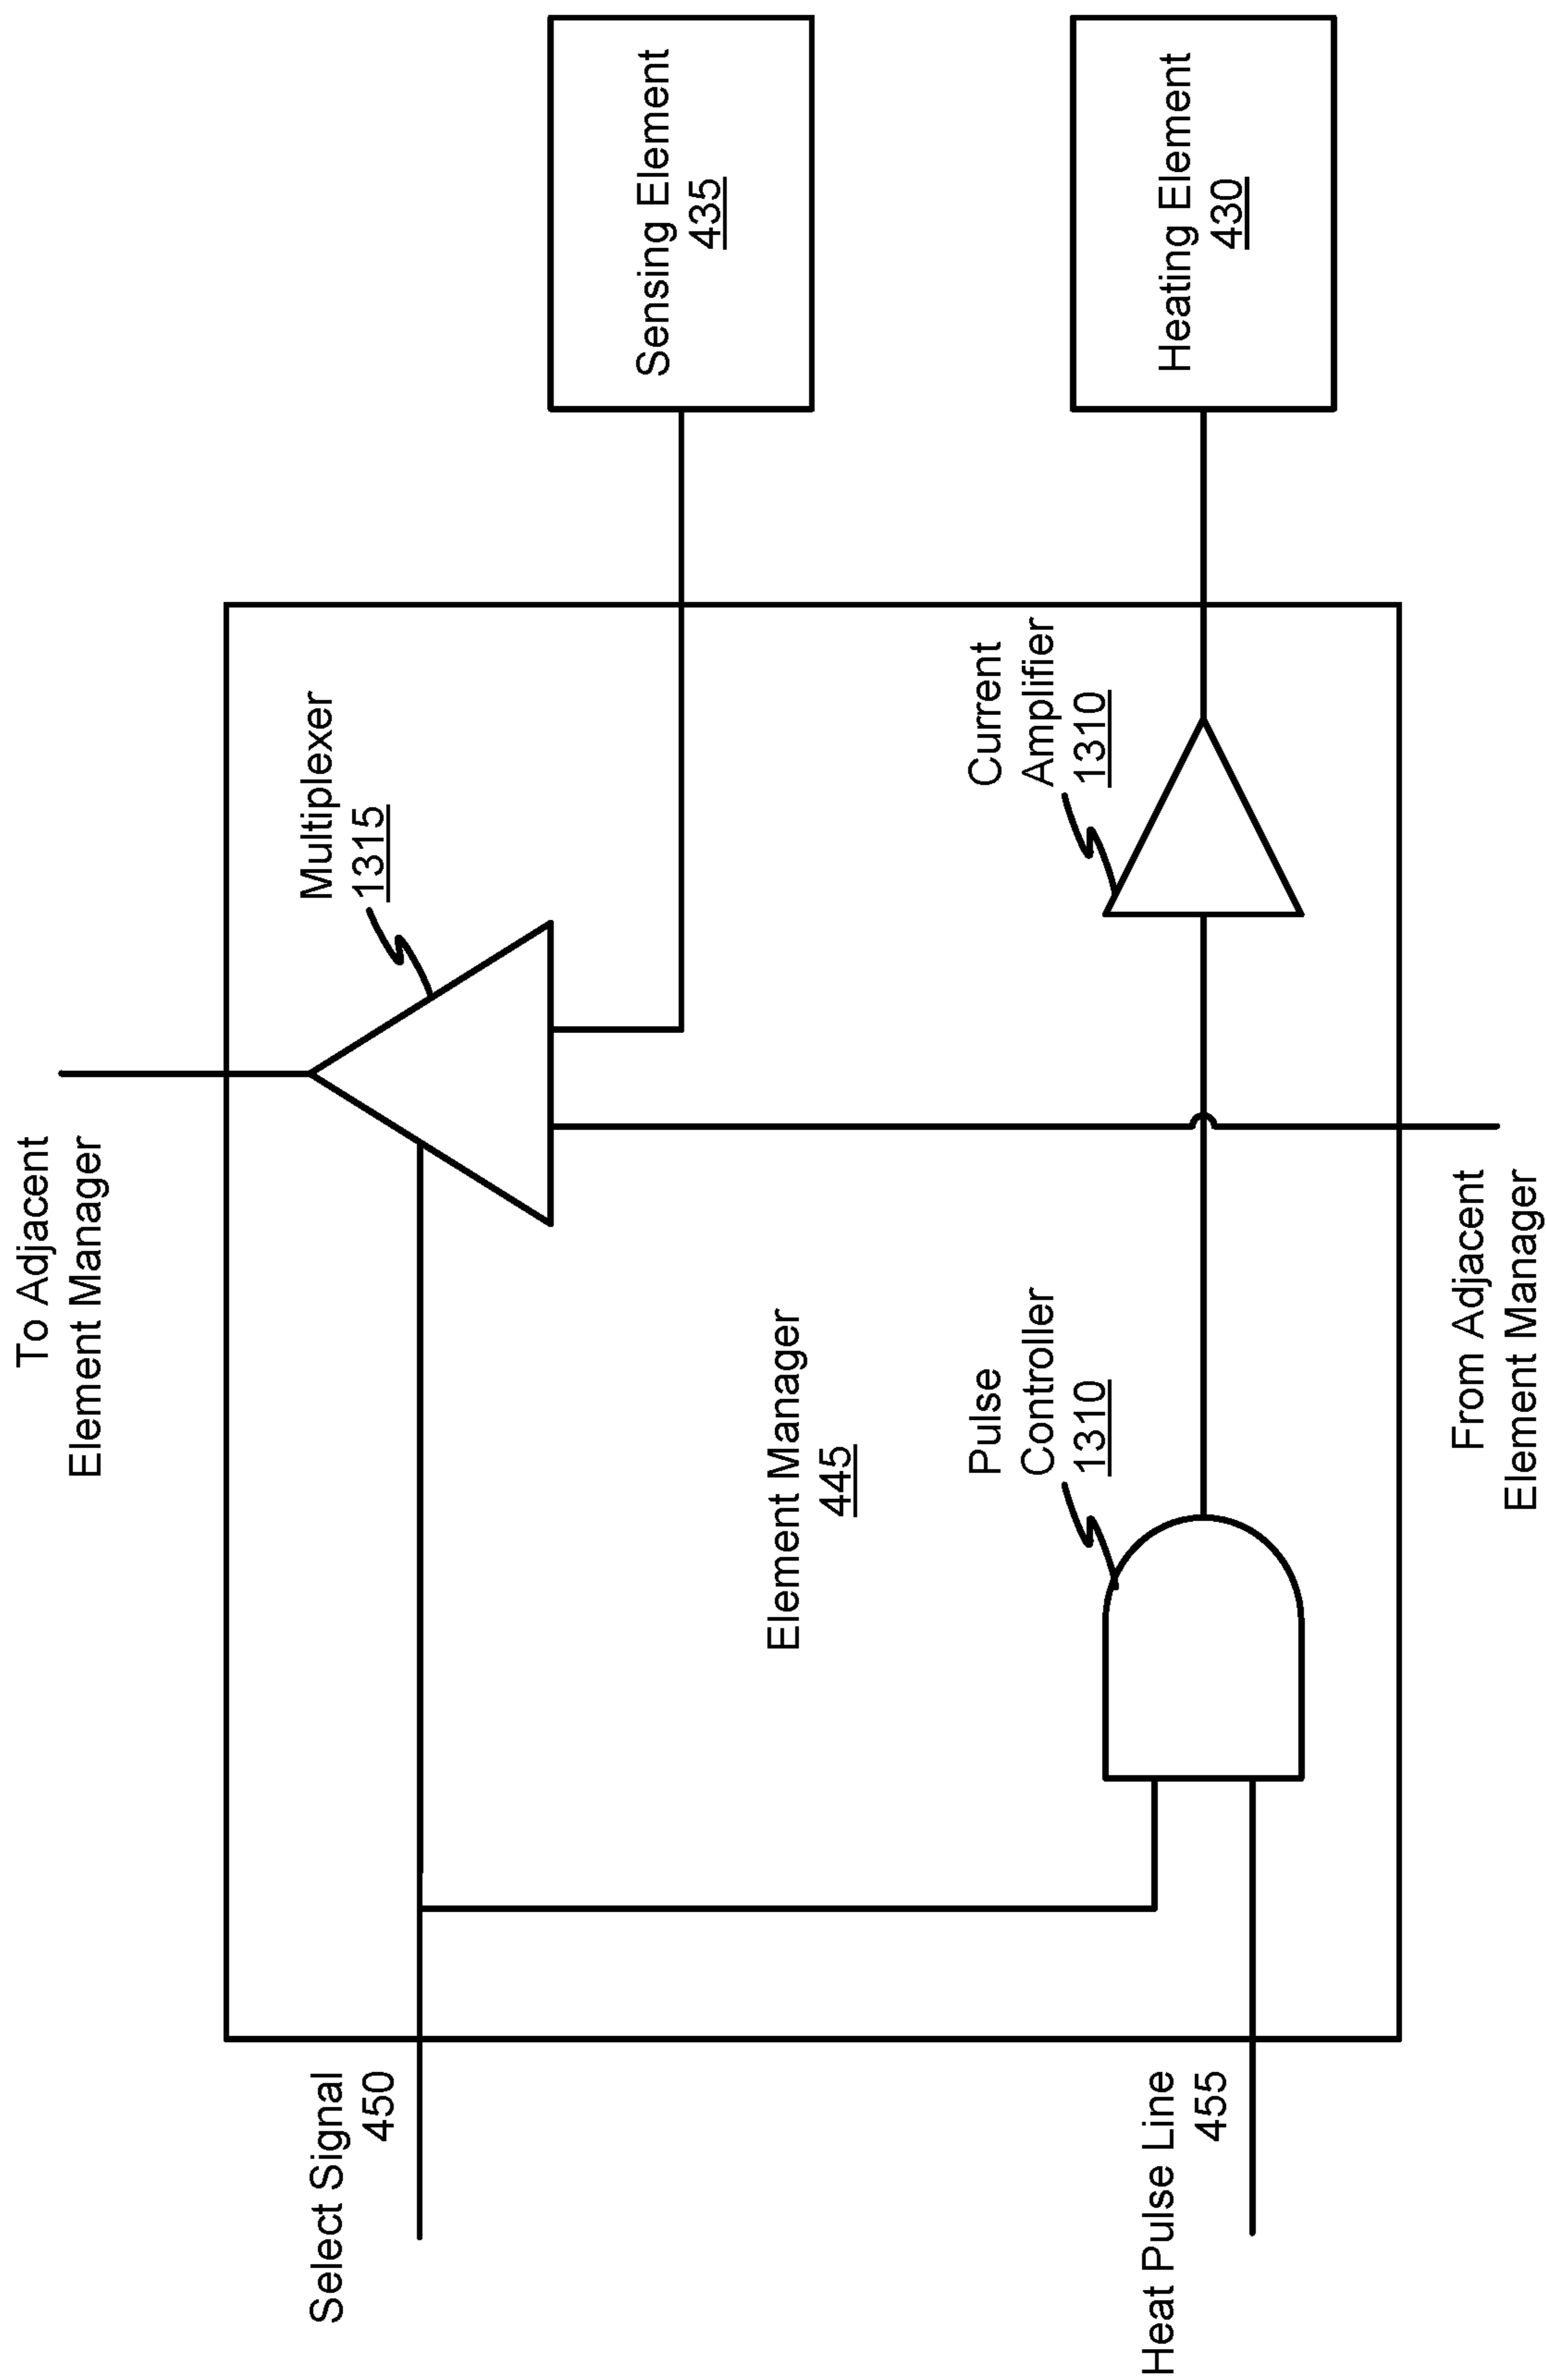 To Adjacent
Element Manager
Select Signal
450
Multiplexer
1315
Sensing Element
435
Element Manager
445
Pulse
Controller
1310
Current
Amplifier
1310
Heating Element
430
Heat Pulse Line
455
From Adjacent
Element Manager